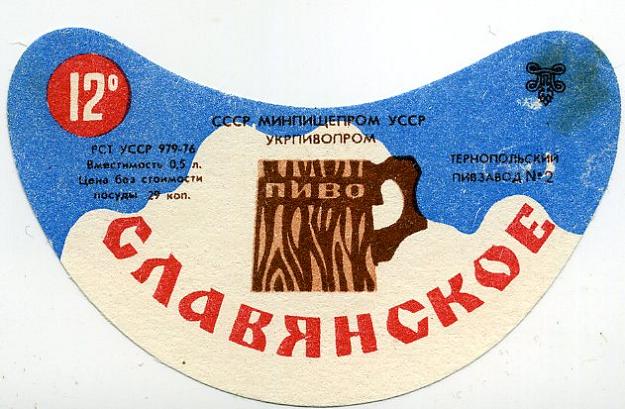 12°
СССР МИНПИЩЕПРОМ УССР
УКРПИВОПРОМ
РСТ УССР 979-76
Вместимость 0,5 л.
Цена без стоимости
посуды 29 коп.
ТЕРНОПОЛЬСКИЙ
ПИВЗАВОД №2
ПИВО
СЛАВЯНСКОЕ